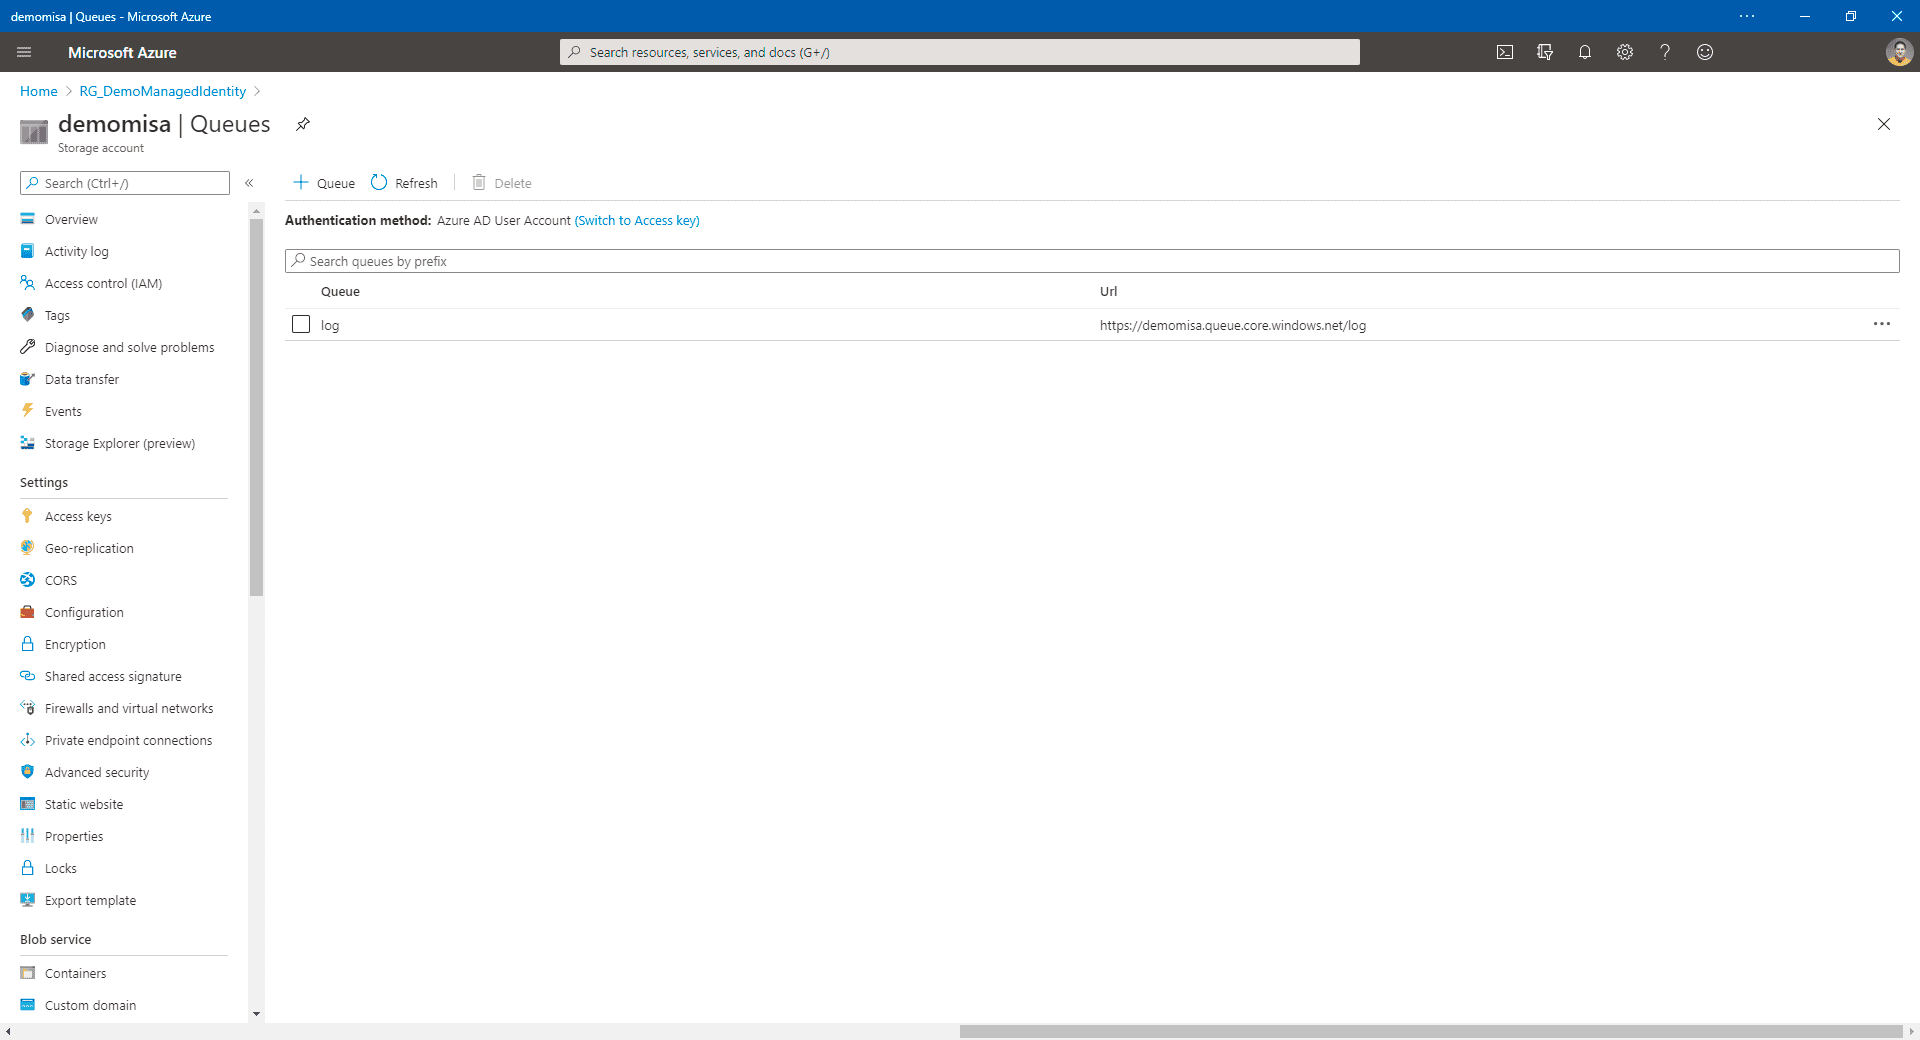 demomisa | Queues - Microsoft Azure
Microsoft Azure
Search resources, services, and docs (G+/)
Home > RG_DemoManagedIdentity >
demomisa | Queues
Storage account
Search (Ctrl+/)
«
Overview
Activity log
Access control (IAM)
Tags
Diagnose and solve problems
Data transfer
Events
Storage Explorer (preview)
Settings
Access keys
Geo-replication
CORS
Configuration
Encryption
Shared access signature
Firewalls and virtual networks
Private endpoint connections
Advanced security
Static website
Properties
Locks
Export template
Blob service
Containers
Custom domain
+ Queue Refresh | Delete
Authentication method: Azure AD User Account (Switch to Access key)
Search queues by prefix
Queue Url
log https://demomisa.queue.core.windows.net/log ...